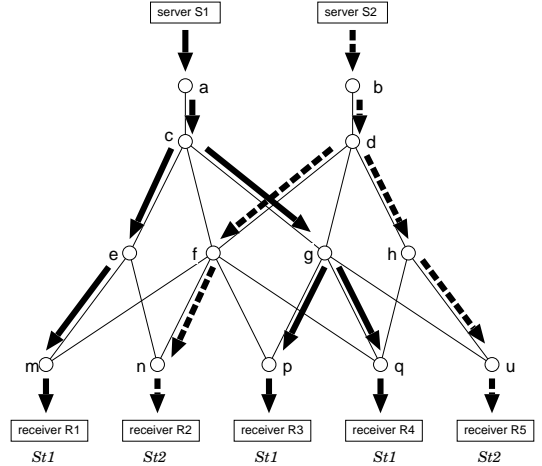 server S1 server S2
a b
c d
e f g h
m n p q u
receiver R1 receiver R2 receiver R3 receiver R4 receiver R5
St1 St2 St1 St1 St2